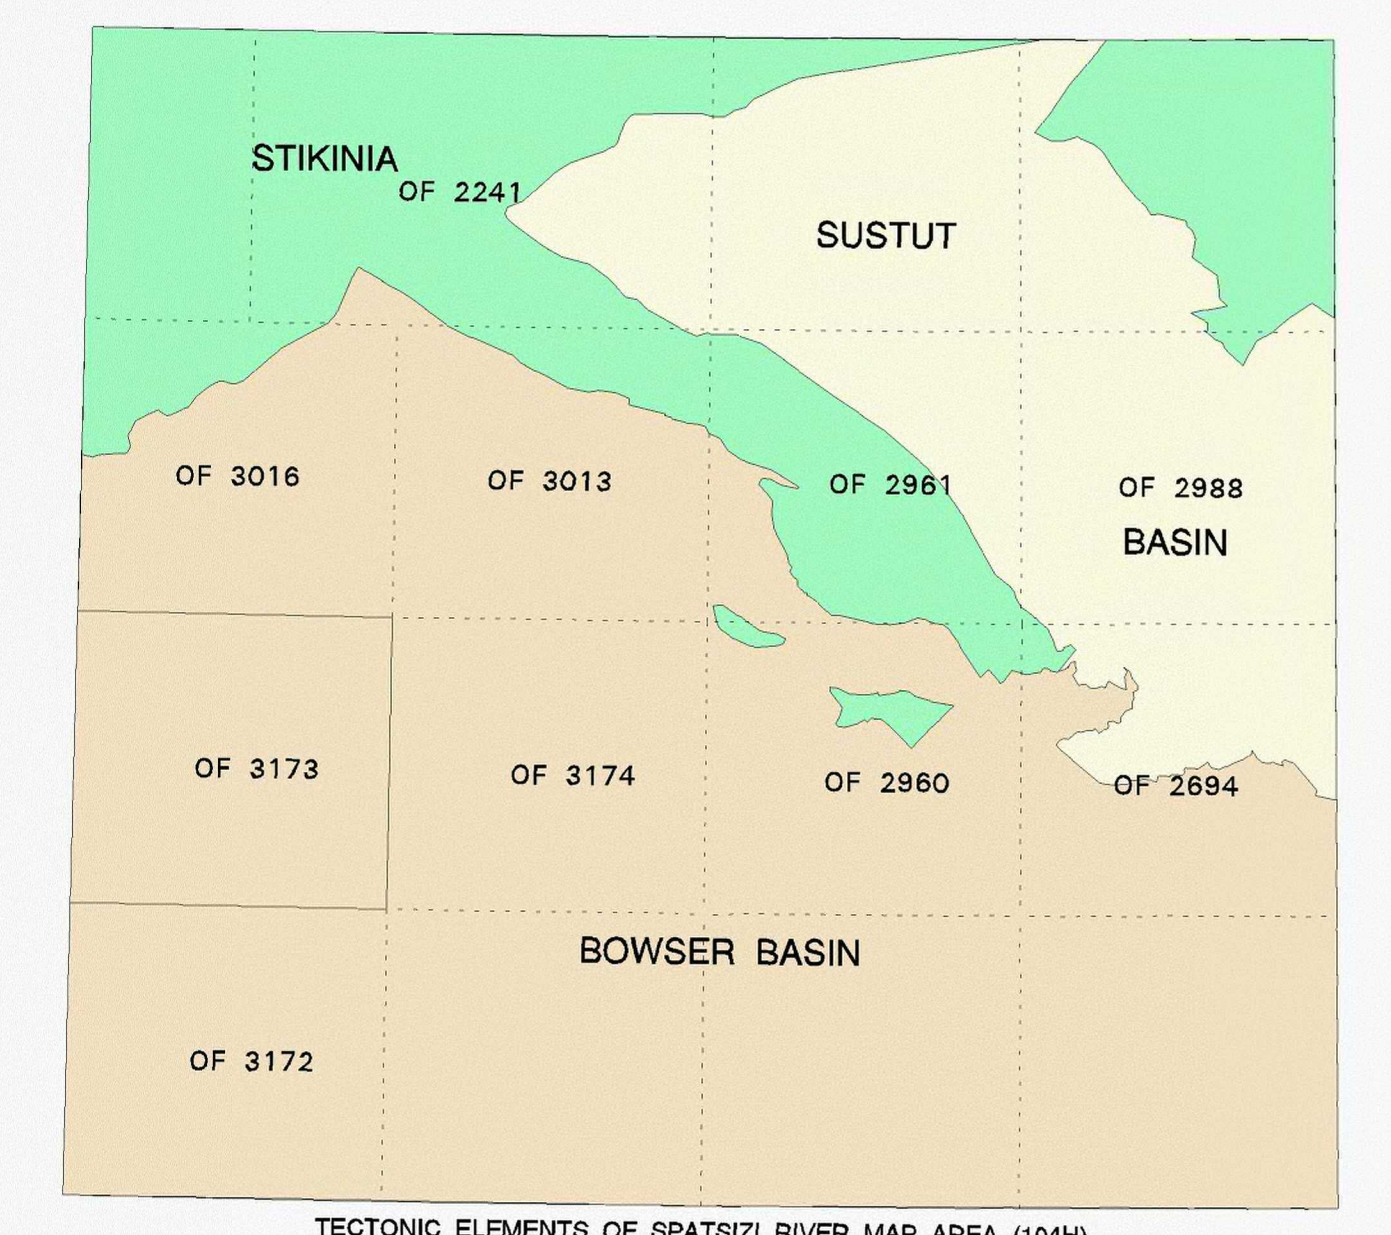 STIKINIA
OF 2241
SUSTUT
OF 3016
OF 3013
OF 2961
OF 2988
BASIN
OF 3173
OF 3174
OF 2960
OF 2694
BOWSER BASIN
OF 3172
TECTONIC ELEMENTS OF SPATSIZI RIVER MAP AREA (104H)